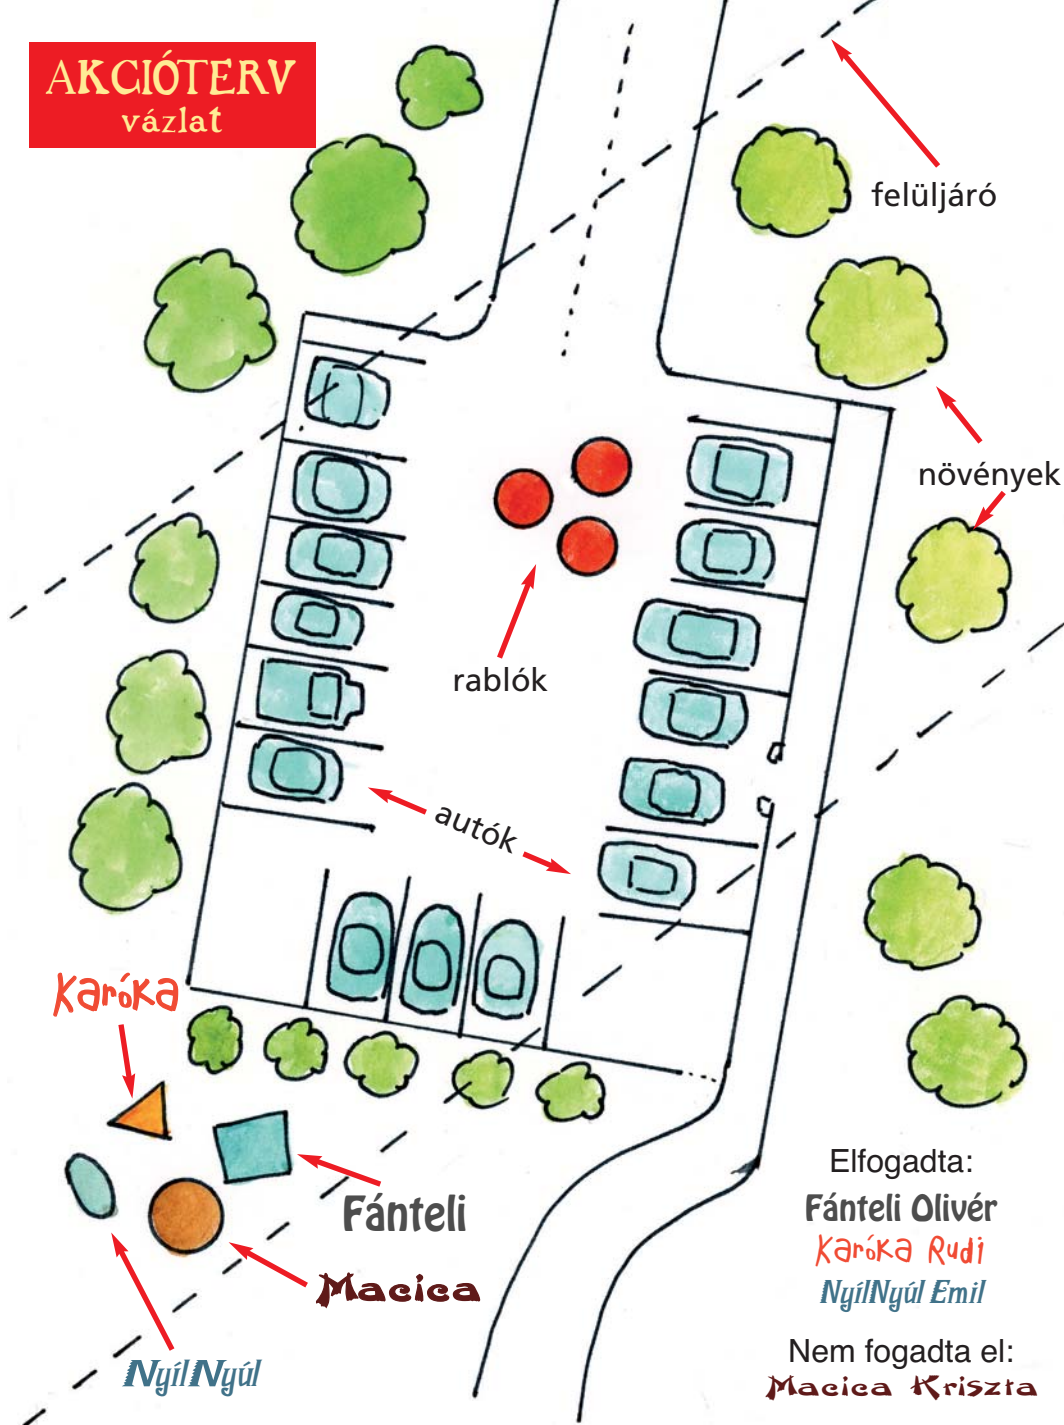 AKCIÓTERV
vázlat
felüljáró
növények
rablók
autók
Karóka
Fánteli
Macica
NyílNyúl
Elfogadta:
Fánteli Olivér
Karóka Rudi
NyílNyúl Emil
Nem fogadta el:
Macica Kriszta